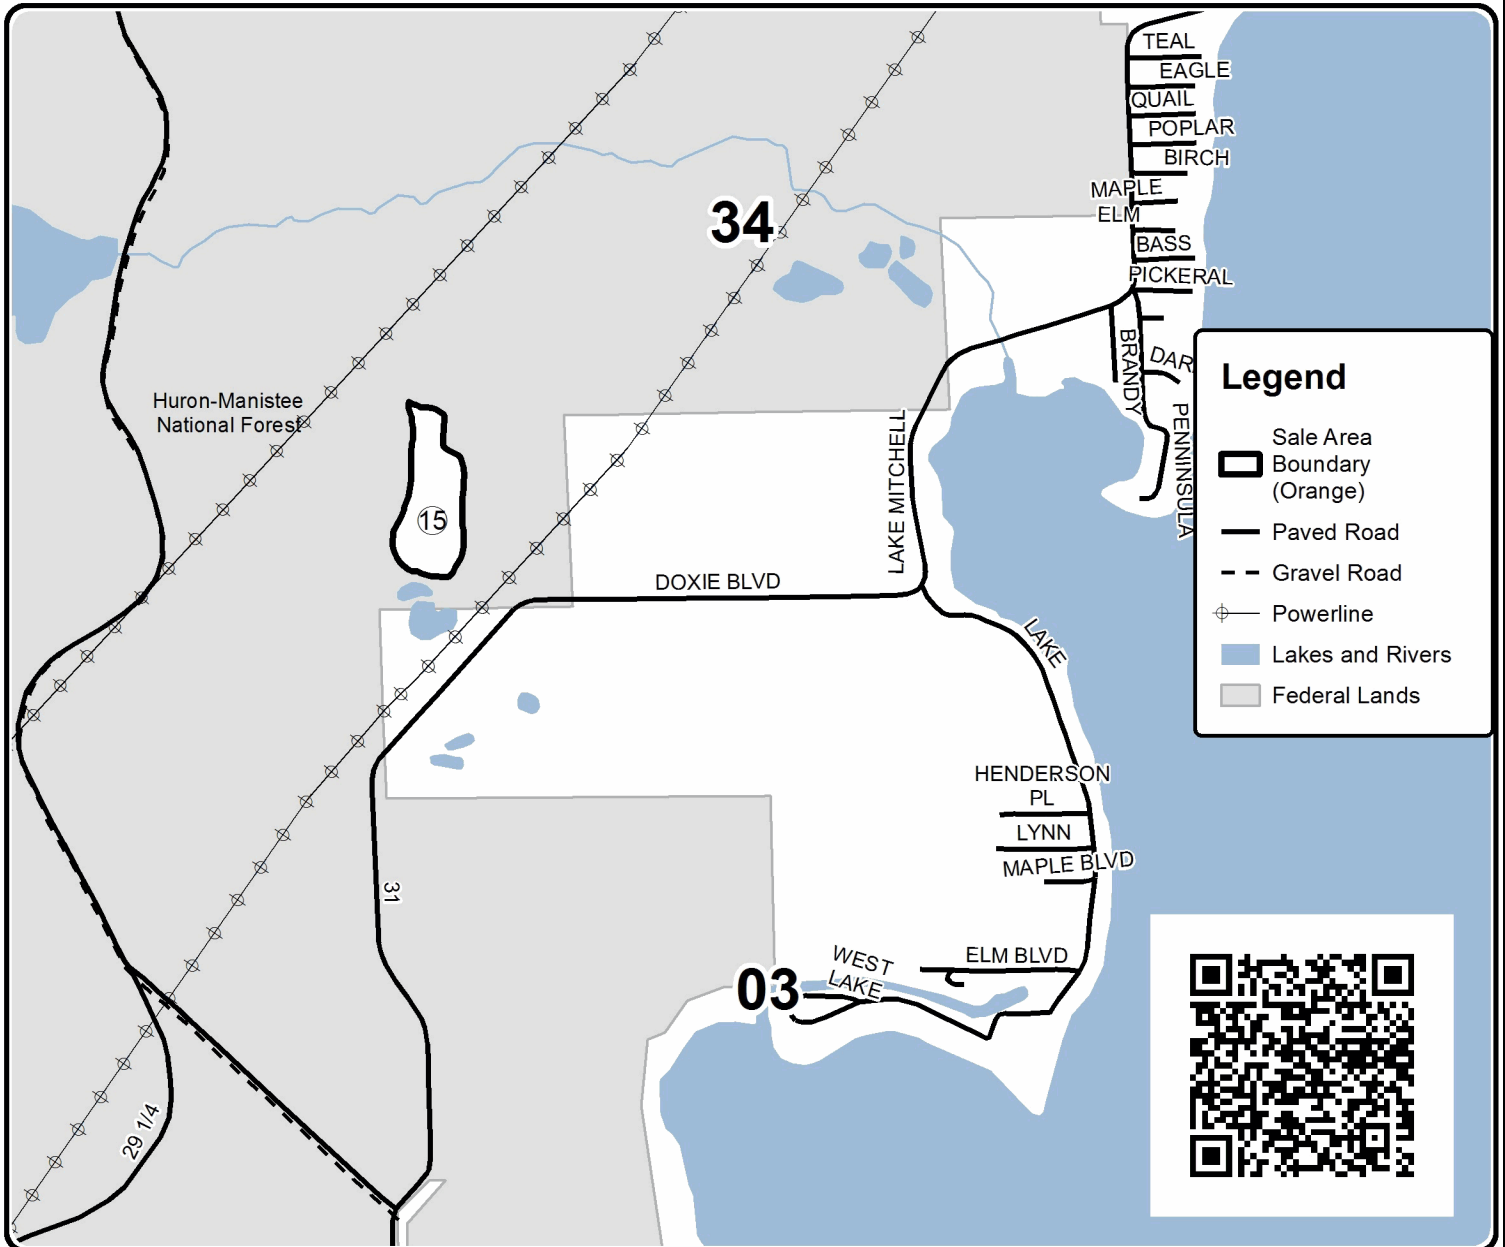 TEAL
EAGLE
QUAIL
POPLAR
BIRCH
MAPLE
ELM
BASS
PICKERAL
34
BRANDY
DAR
PENNINSULA
Huron-Manistee
National Forest
15
LAKE MITCHELL
DOXIE BLVD
LAKE
HENDERSON
PL
LYNN
MAPLE BLVD
31
WEST
LAKE
ELM BLVD
03
29 1/4
Legend
Sale Area
Boundary
(Orange)
Paved Road
Gravel Road
Powerline
Lakes and Rivers
Federal Lands